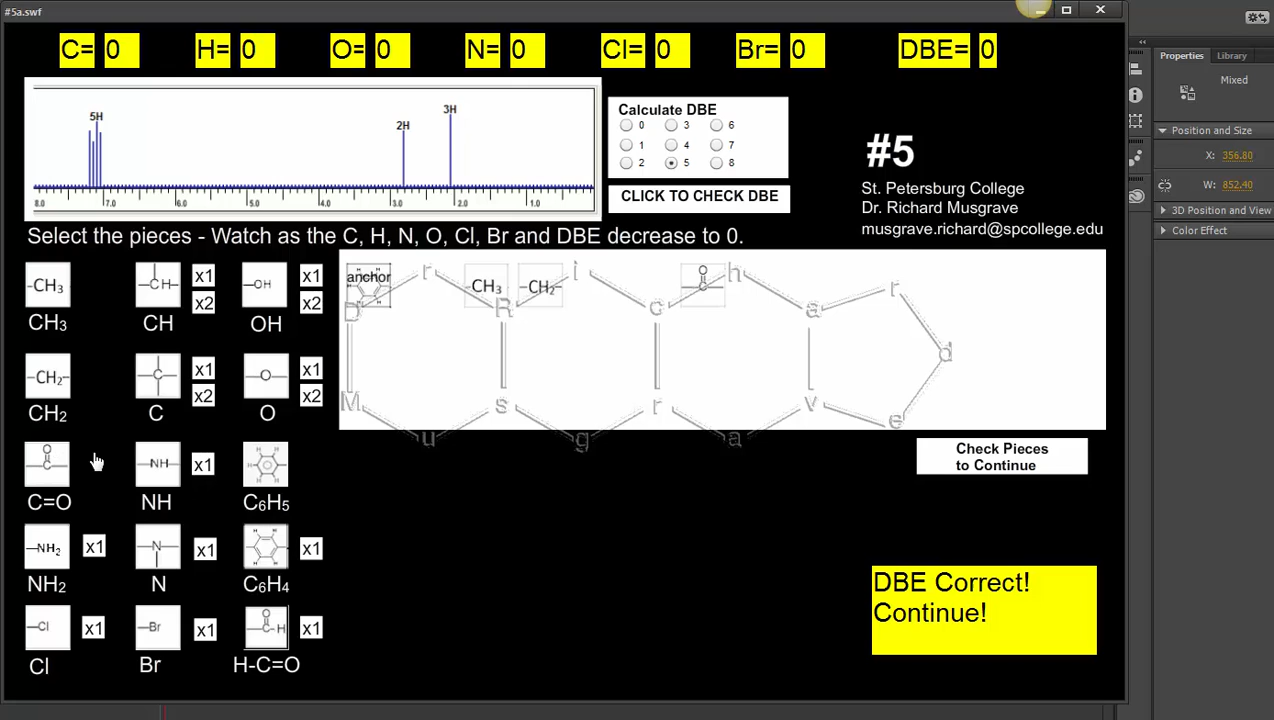 #5a.swf
C= 0 H= 0 O= 0 N= 0 Cl= 0 Br= 0 DBE= 0
Properties Library
Mixed
Position and Size
X: 356.80
W: 852.40
3D Position and View
Color Effect
5H 2H 3H
8.0 7.0 6.0 5.0 4.0 3.0 2.0 1.0
Calculate DBE
0 3 6
1 4 7
2 5 8
CLICK TO CHECK DBE
#5
St. Petersburg College
Dr. Richard Musgrave
musgrave.richard@spcollege.edu
Select the pieces - Watch as the C, H, N, O, Cl, Br and DBE decrease to 0.
-CH3
CH3
CH
x1
x2
CH
OH
x1
x2
OH
CH2
CH2
C
x1
x2
C
O
x1
x2
O
O
C
C=O
NH
x1
NH
H H
H H
H
C6H5
NH2
x1
NH2
N
x1
N
H H
H H
x1
C6H4
Cl
x1
Cl
Br
x1
Br
O
C H
x1
H-C=O
anchor
-CH3
CH2
O
C
D r R i c h a r d
M u s g r a v e
Check Pieces
to Continue
DBE Correct!
Continue!